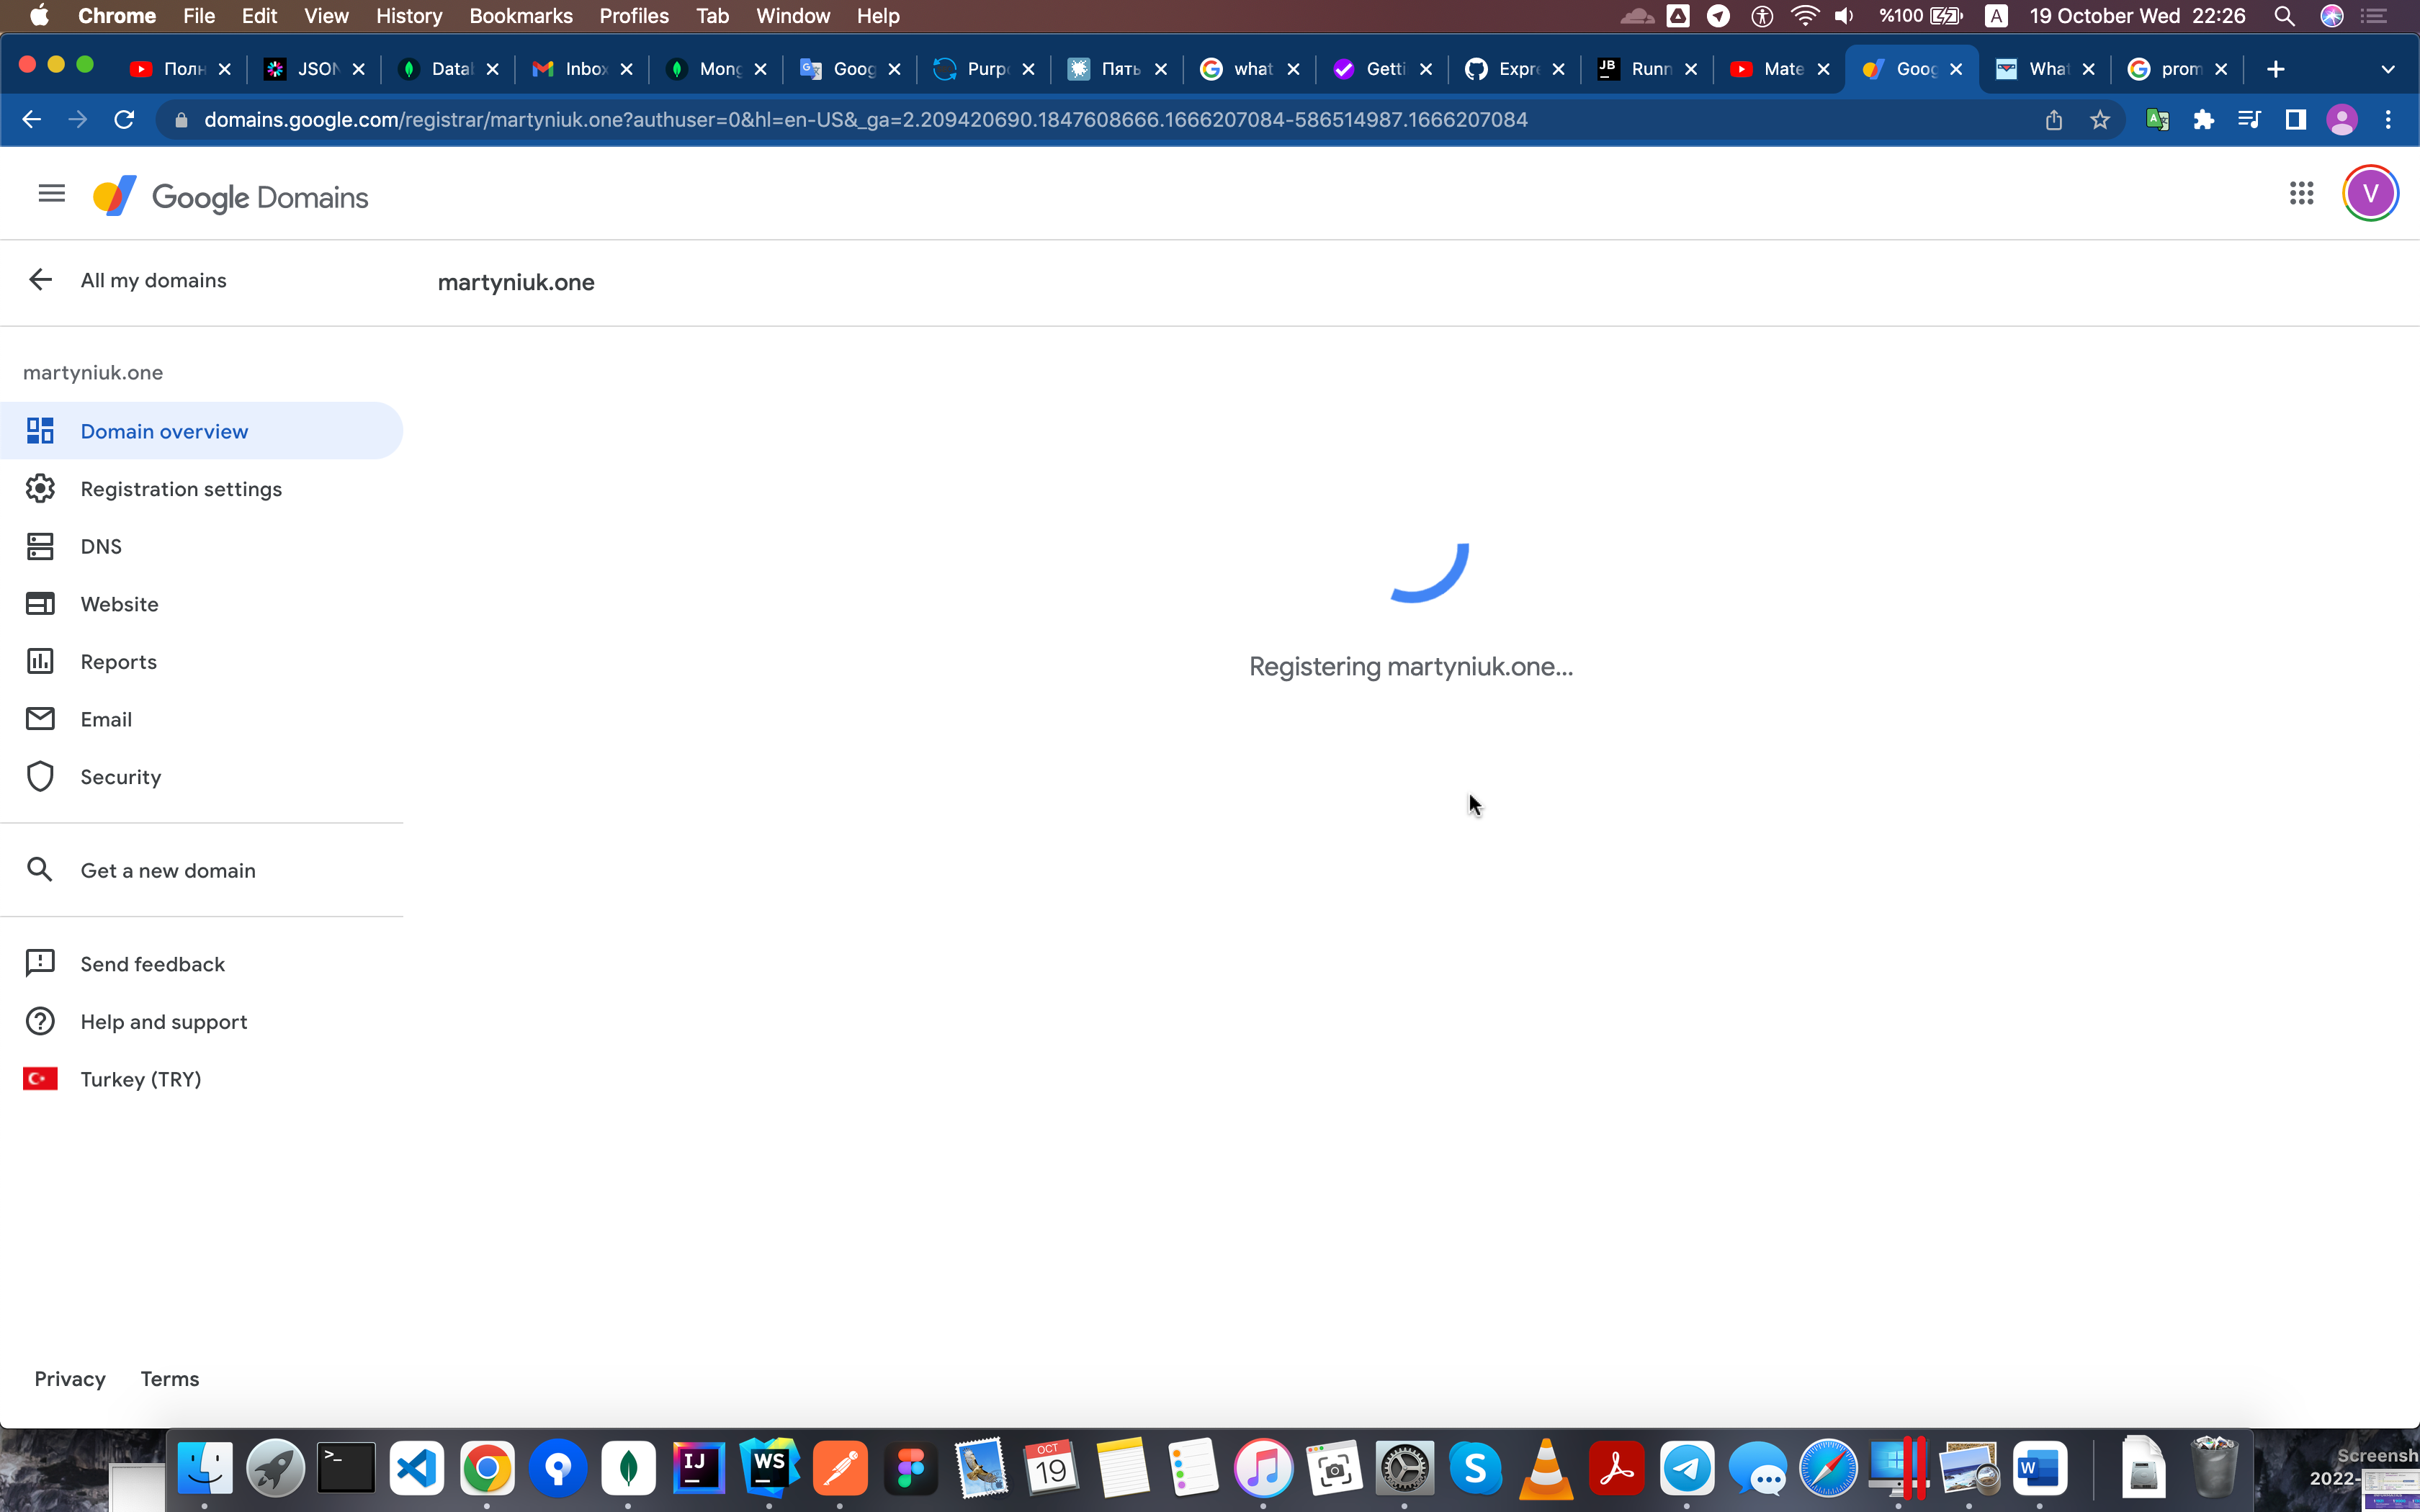 Chrome File Edit View History Bookmarks Profiles Tab Window Help %100 A 19 October Wed 22:26
Полн JSON Data Inbox Mong Goog Purp Пять what Getti Expr JB Runn Mate Goog What prom
domains.google.com/registrar/martyniuk.one?authuser=0&hl=en-US&_ga=2.209420690.1847608666.1666207084-586514987.1666207084
Google Domains V
All my domains martyniuk.one
martyniuk.one
Domain overview
Registration settings
DNS
Website
Reports
Email
Security
Registering martyniuk.one...
Get a new domain
Send feedback
Help and support
Turkey (TRY)
Privacy Terms
IJ WS OCT 19 S W
Screensh
2022-